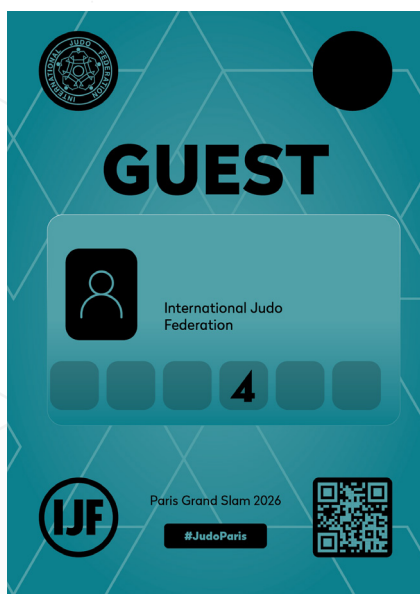 INTERNATIONAL JUDO FEDERATION
GUEST
International Judo
Federation
4
IJF
Paris Grand Slam 2026
#JudoParis